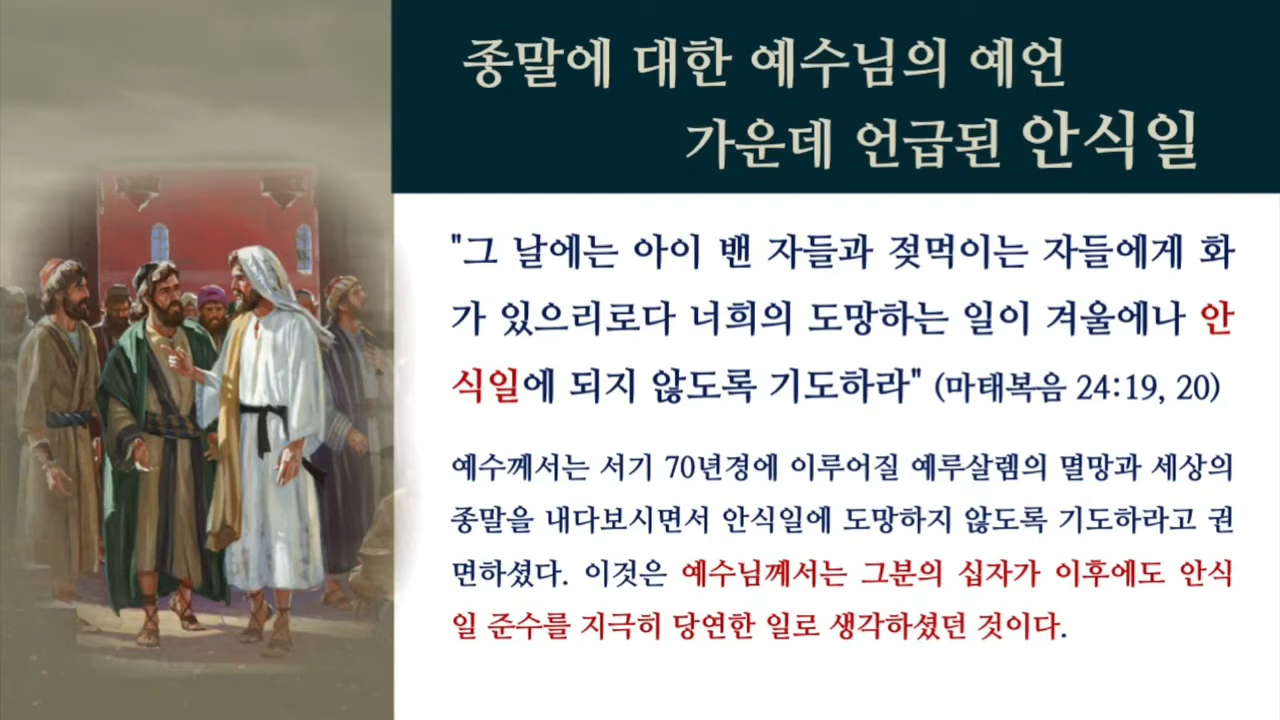 종말에 대한 예수님의 예언
가운데 언급된 안식일
"그 날에는 아이 밴 자들과 젖먹이는 자들에게 화
가 있으리로다 너희의 도망하는 일이 겨울에나 안
식일에 되지 않도록 기도하라" (마태복음 24:19, 20)
예수께서는 서기 70년경에 이루어질 예루살렘의 멸망과 세상의
종말을 내다보시면서 안식일에 도망하지 않도록 기도하라고 권
면하셨다. 이것은 예수님께서는 그분의 십자가 이후에도 안식
일 준수를 지극히 당연한 일로 생각하셨던 것이다.